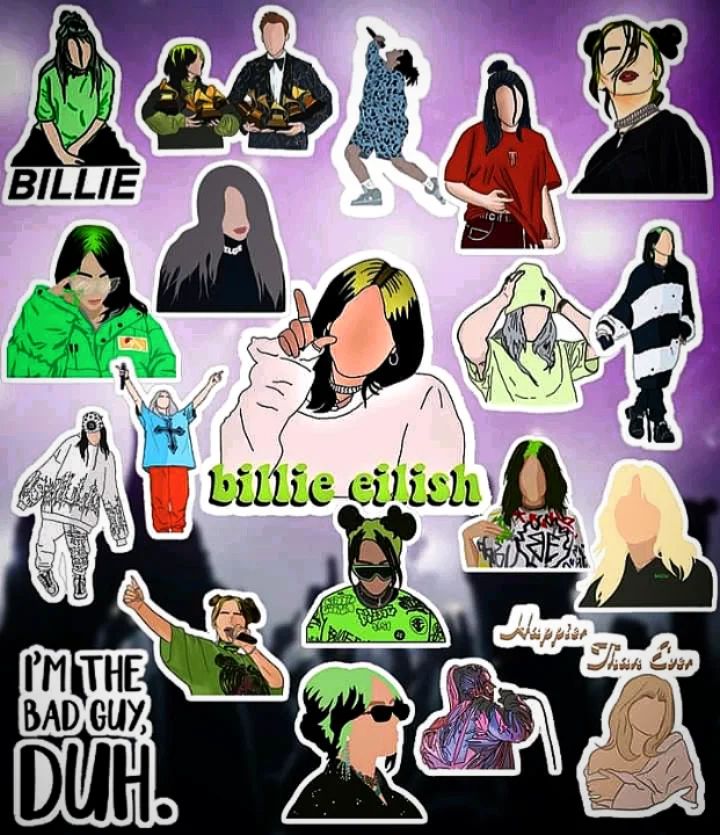 BILLIE
billie eilish
Happier
Than Ever
I'M THE
BAD GUY,
DUH.